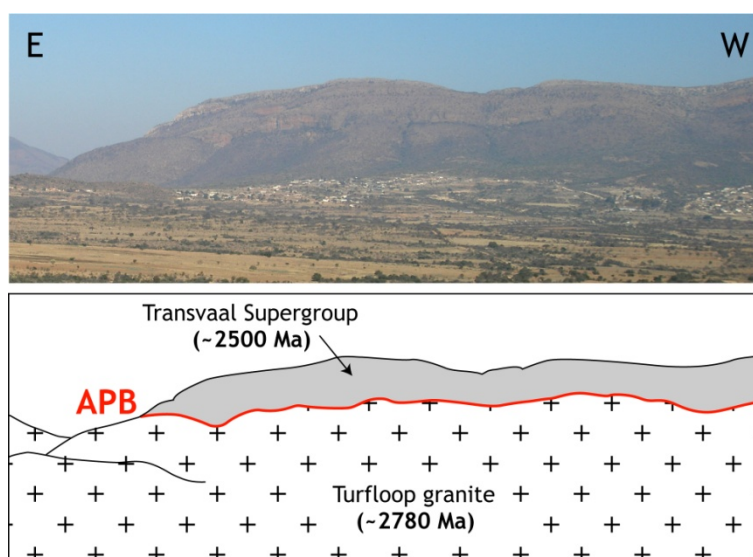 E
W
Transvaal Supergroup
(~2500 Ma)
APB
Turfloop granite
(~2780 Ma)